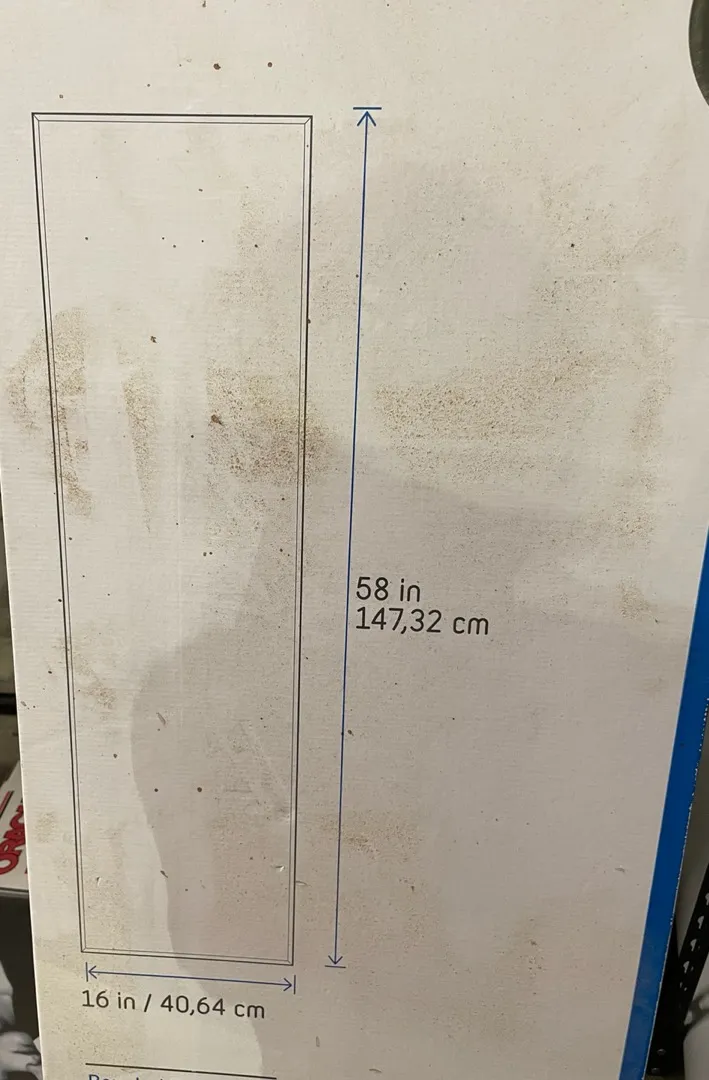 58 in
147,32 cm
16 in / 40,64 cm